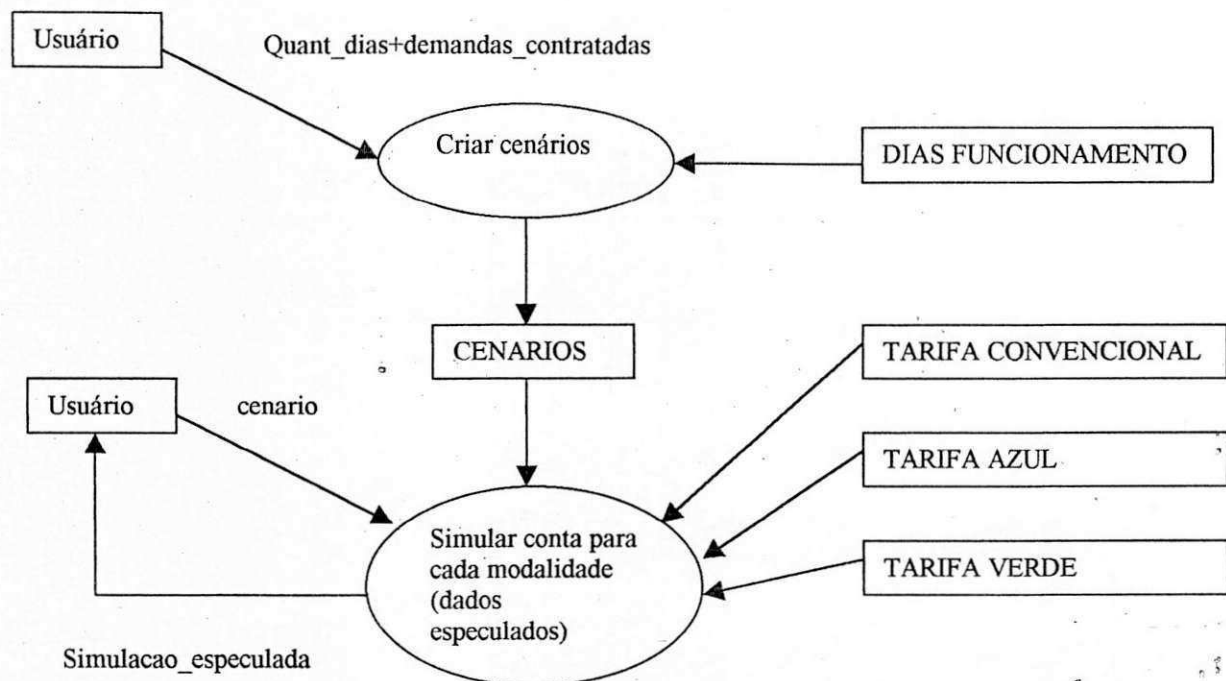 Usuário
Quant_dias+demandas_contratadas
Criar cenários
DIAS FUNCIONAMENTO
CENARIOS
TARIFA CONVENCIONAL
Usuário
cenario
TARIFA AZUL
Simular conta para
cada modalidade
(dados
especulados)
TARIFA VERDE
Simulacao_especulada